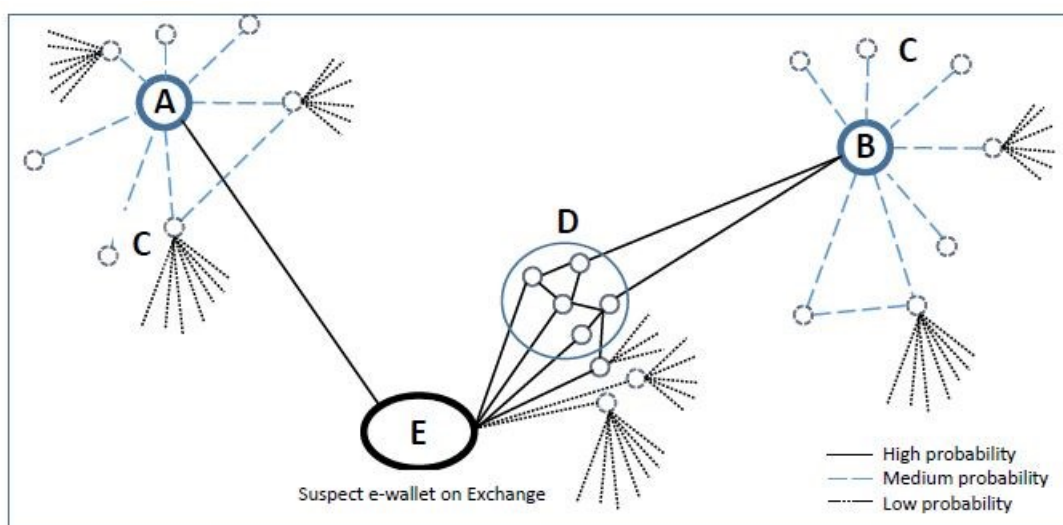 C
A
B
D
C
E
Suspect e-wallet on Exchange
High probability
Medium probability
Low probability